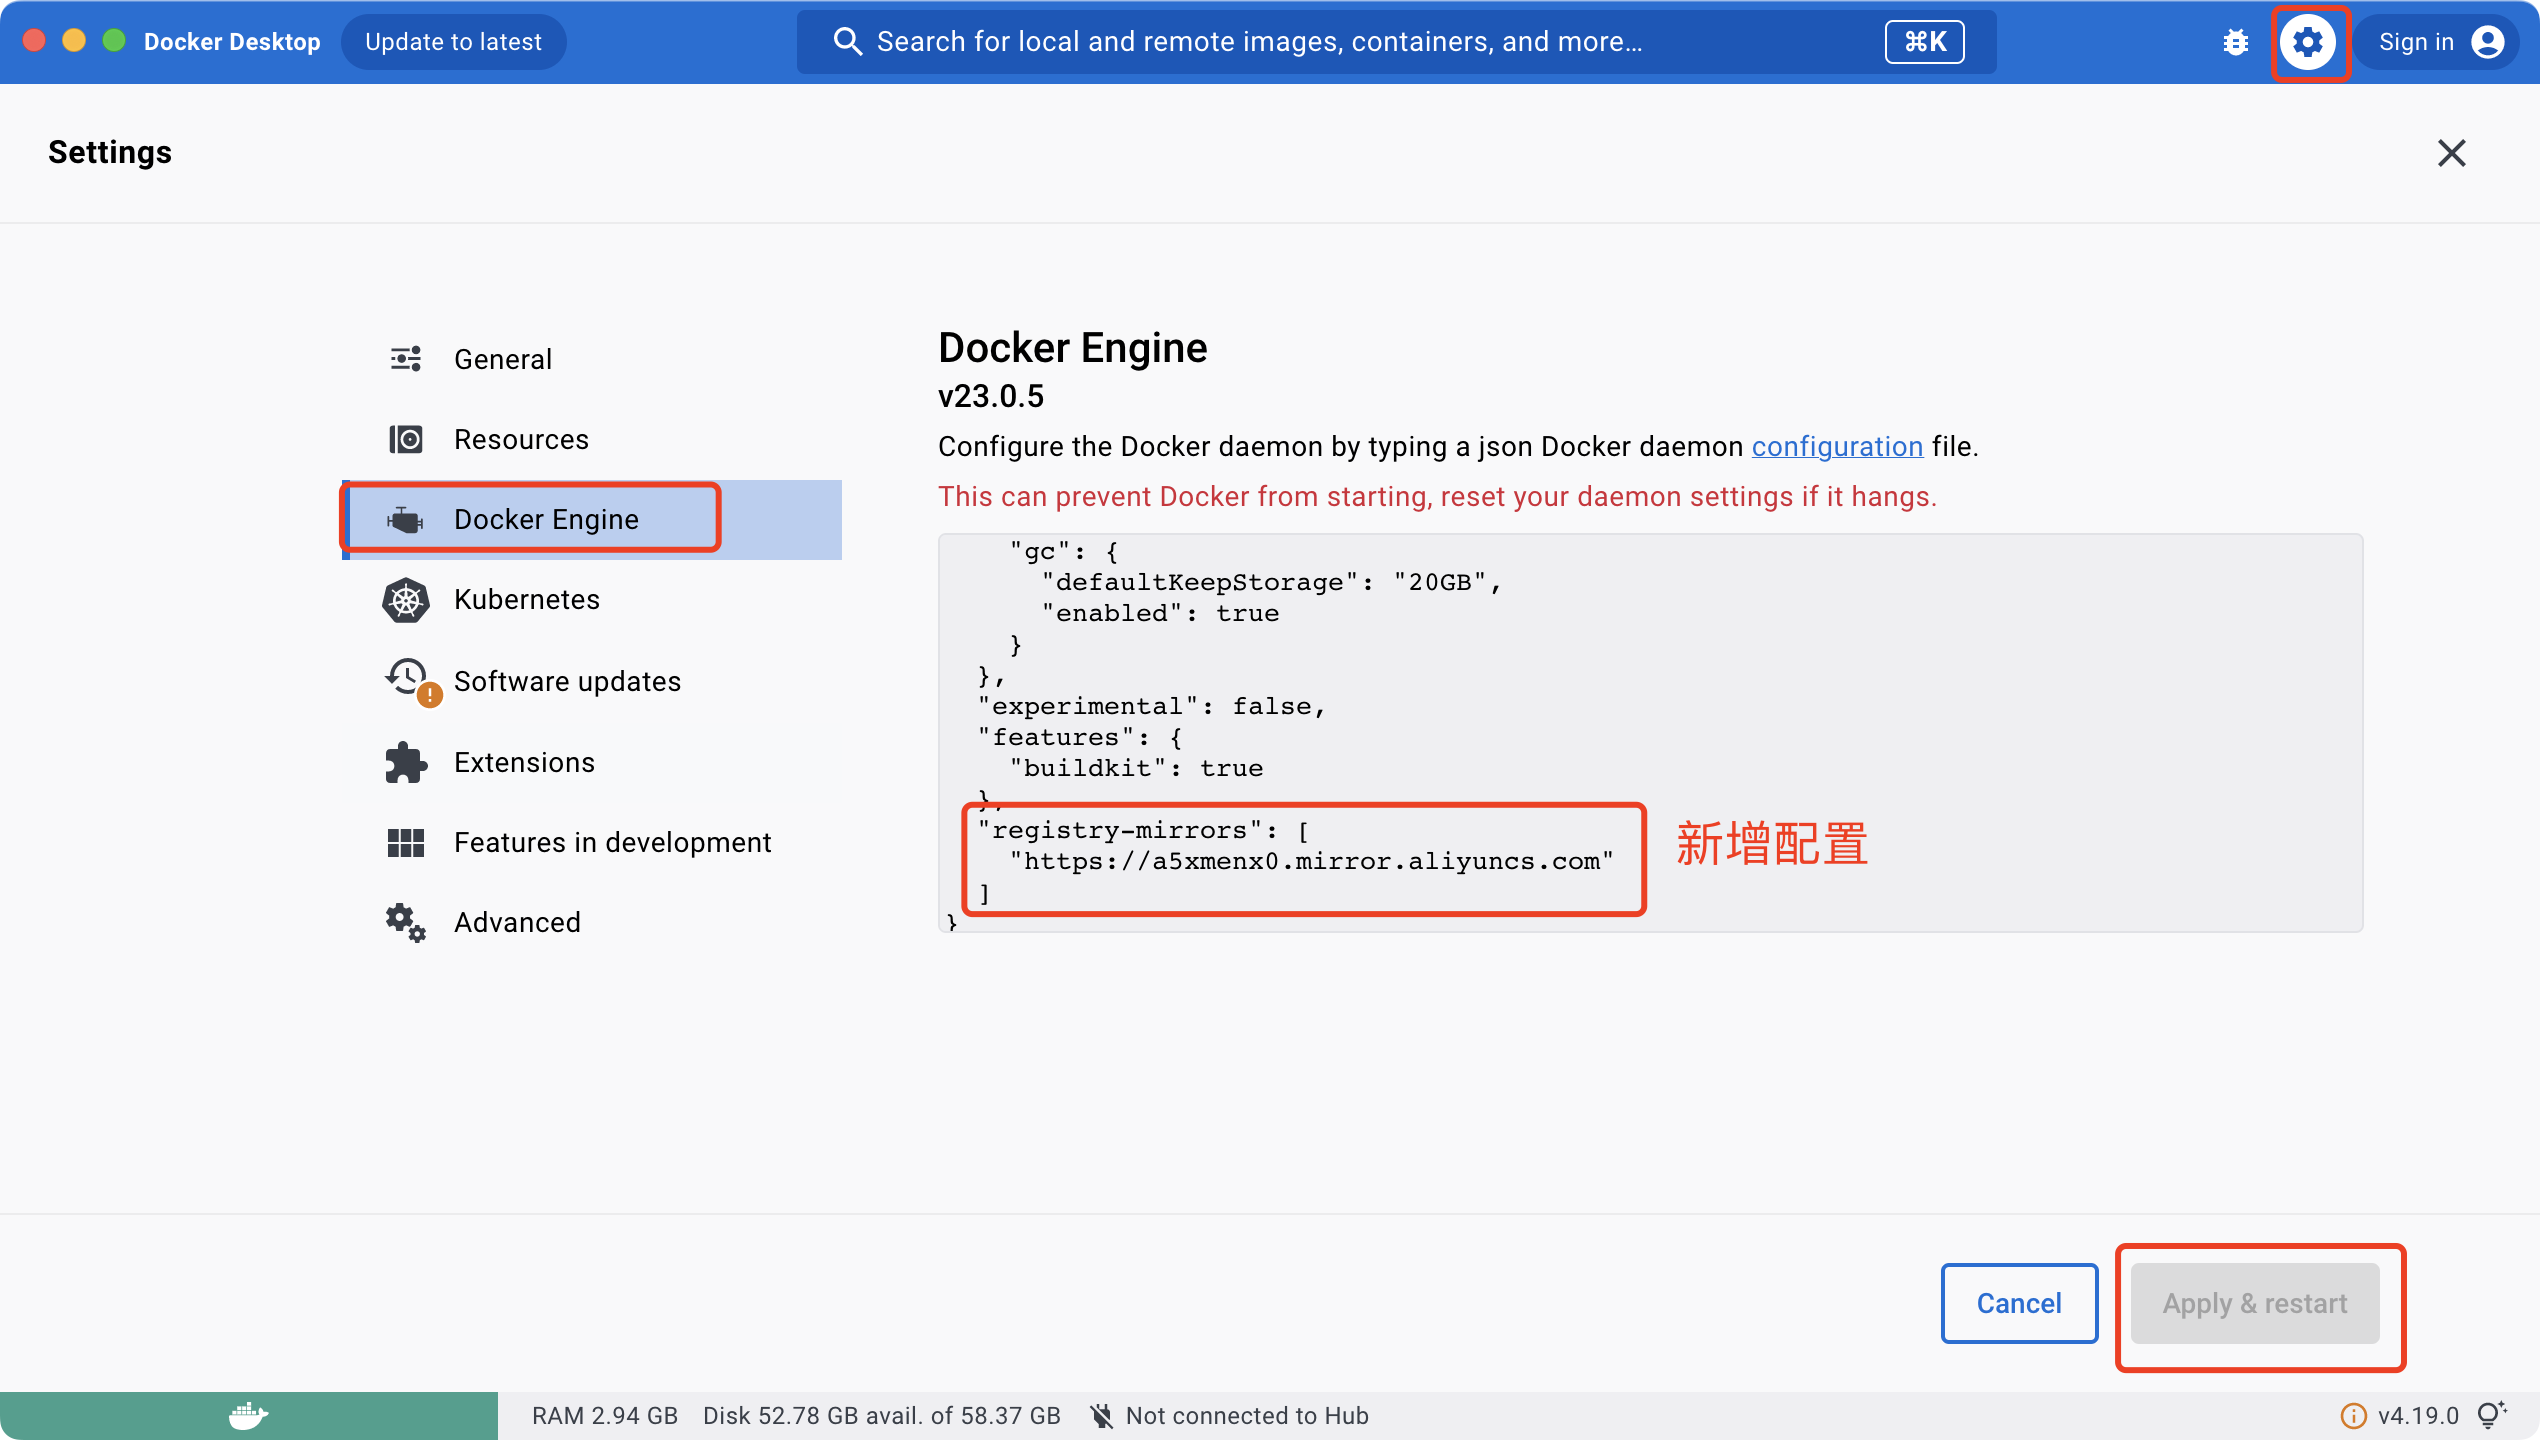 Docker Desktop
Update to latest
Search for local and remote images, containers, and more...
⌘K
Sign in
Settings
General
Resources
Docker Engine
Kubernetes
Software updates
Extensions
Features in development
Advanced
Docker Engine
v23.0.5
Configure the Docker daemon by typing a json Docker daemon configuration file.
This can prevent Docker from starting, reset your daemon settings if it hangs.
"gc": {
"defaultKeepStorage": "20GB",
"enabled": true
}
},
"experimental": false,
"features": {
"buildkit": true
},
"registry-mirrors": [
"https://a5xmenx0.mirror.aliyuncs.com"
]
}
新增配置
Cancel
Apply & restart
RAM 2.94 GB
Disk 52.78 GB avail. of 58.37 GB
Not connected to Hub
v4.19.0